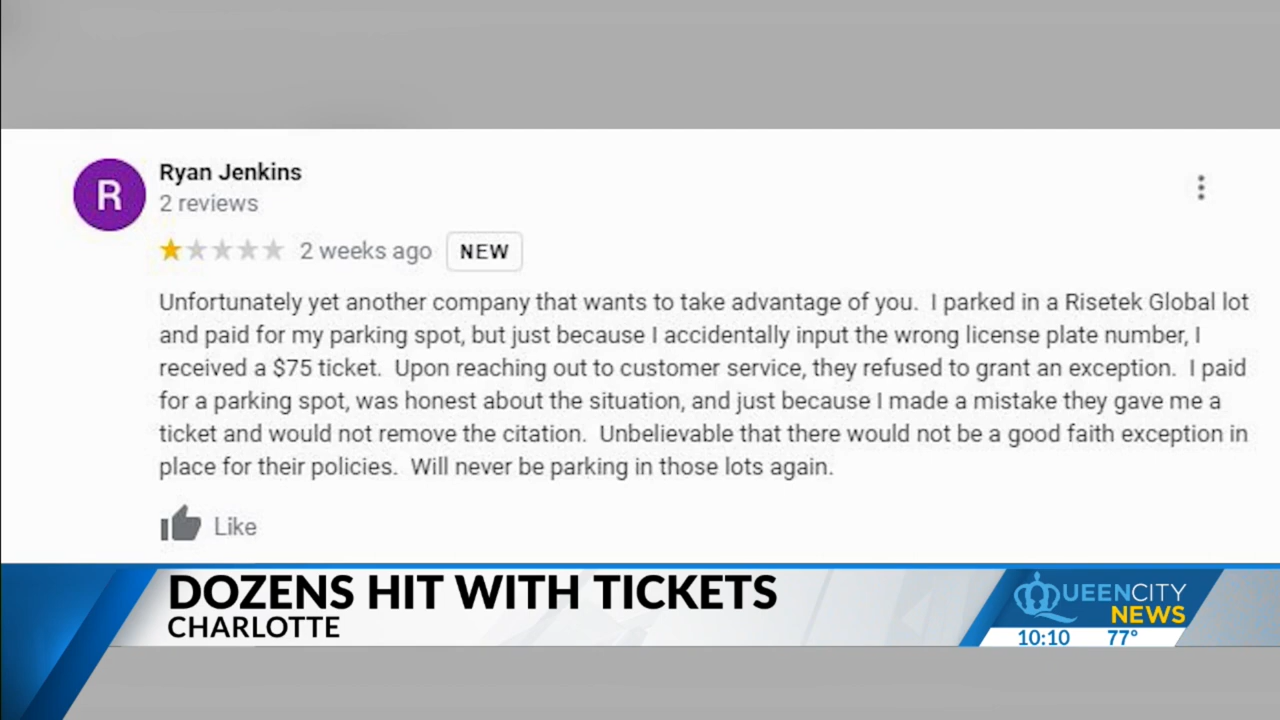 R
Ryan Jenkins
2 reviews
2 weeks ago NEW
Unfortunately yet another company that wants to take advantage of you. I parked in a Risetek Global lot
and paid for my parking spot, but just because I accidentally input the wrong license plate number, I
received a $75 ticket. Upon reaching out to customer service, they refused to grant an exception. I paid
for a parking spot, was honest about the situation, and just because I made a mistake they gave me a
ticket and would not remove the citation. Unbelievable that there would not be a good faith exception in
place for their policies. Will never be parking in those lots again.
Like
DOZENS HIT WITH TICKETS
CHARLOTTE
QUEENCITY
NEWS
10:10 77°